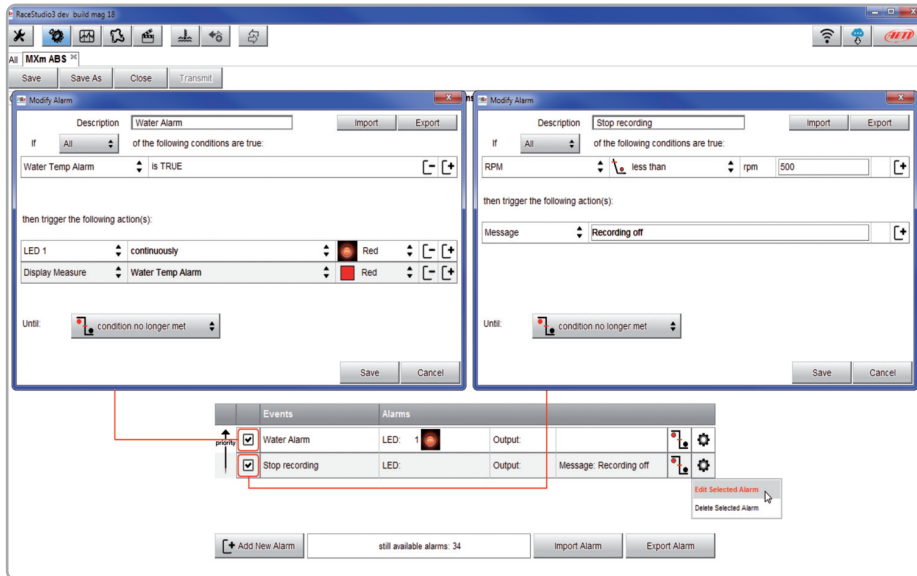 RaceStudio3 dev build mag 18
All MXm ABS
Save Save As Close Transmit
Modify Alarm
Description Water Alarm Import Export
If All of the following conditions are true:
Water Temp Alarm is TRUE
then trigger the following action(s):
LED 1 continuously Red
Display Measure Water Temp Alarm Red
Until: condition no longer met
Save Cancel
Modify Alarm
Description Stop recording Import Export
If All of the following conditions are true:
RPM less than rpm 500
then trigger the following action(s):
Message Recording off
Until: condition no longer met
Save Cancel
Events Alarms
priority
Water Alarm LED: 1 Output:
Stop recording LED: Output: Message: Recording off
Edit Selected Alarm
Delete Selected Alarm
Add New Alarm still available alarms: 34 Import Alarm Export Alarm